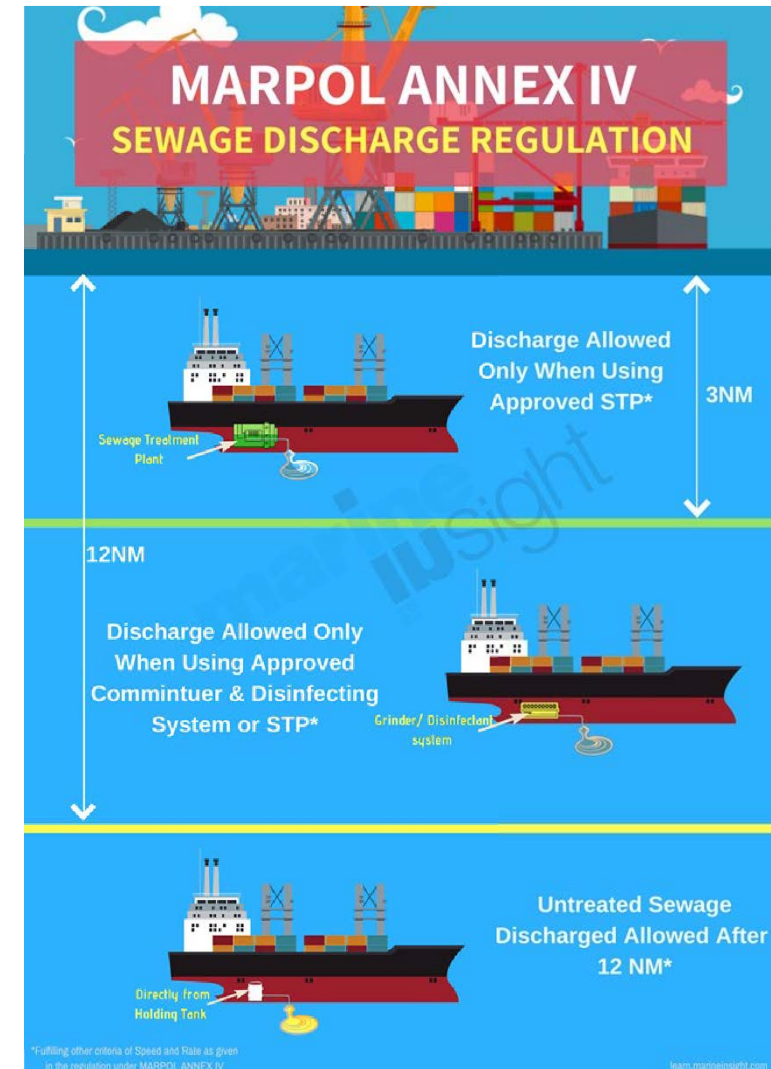 MARPOL ANNEX IV
SEWAGE DISCHARGE REGULATION
Discharge Allowed
Only When Using
Approved STP*
3NM
Sewage Treatment
Plant
marine
insight
12NM
Discharge Allowed Only
When Using Approved
Commintuer & Disinfecting
System or STP*
Grinder/ Disinfectant
system
Untreated Sewage
Discharged Allowed After
12 NM*
Directly from
Holding Tank
*Fulfilling other criteria of Speed and Rate as given
in the regulation under MARPOL ANNEX IV
learn.marineinsight.com